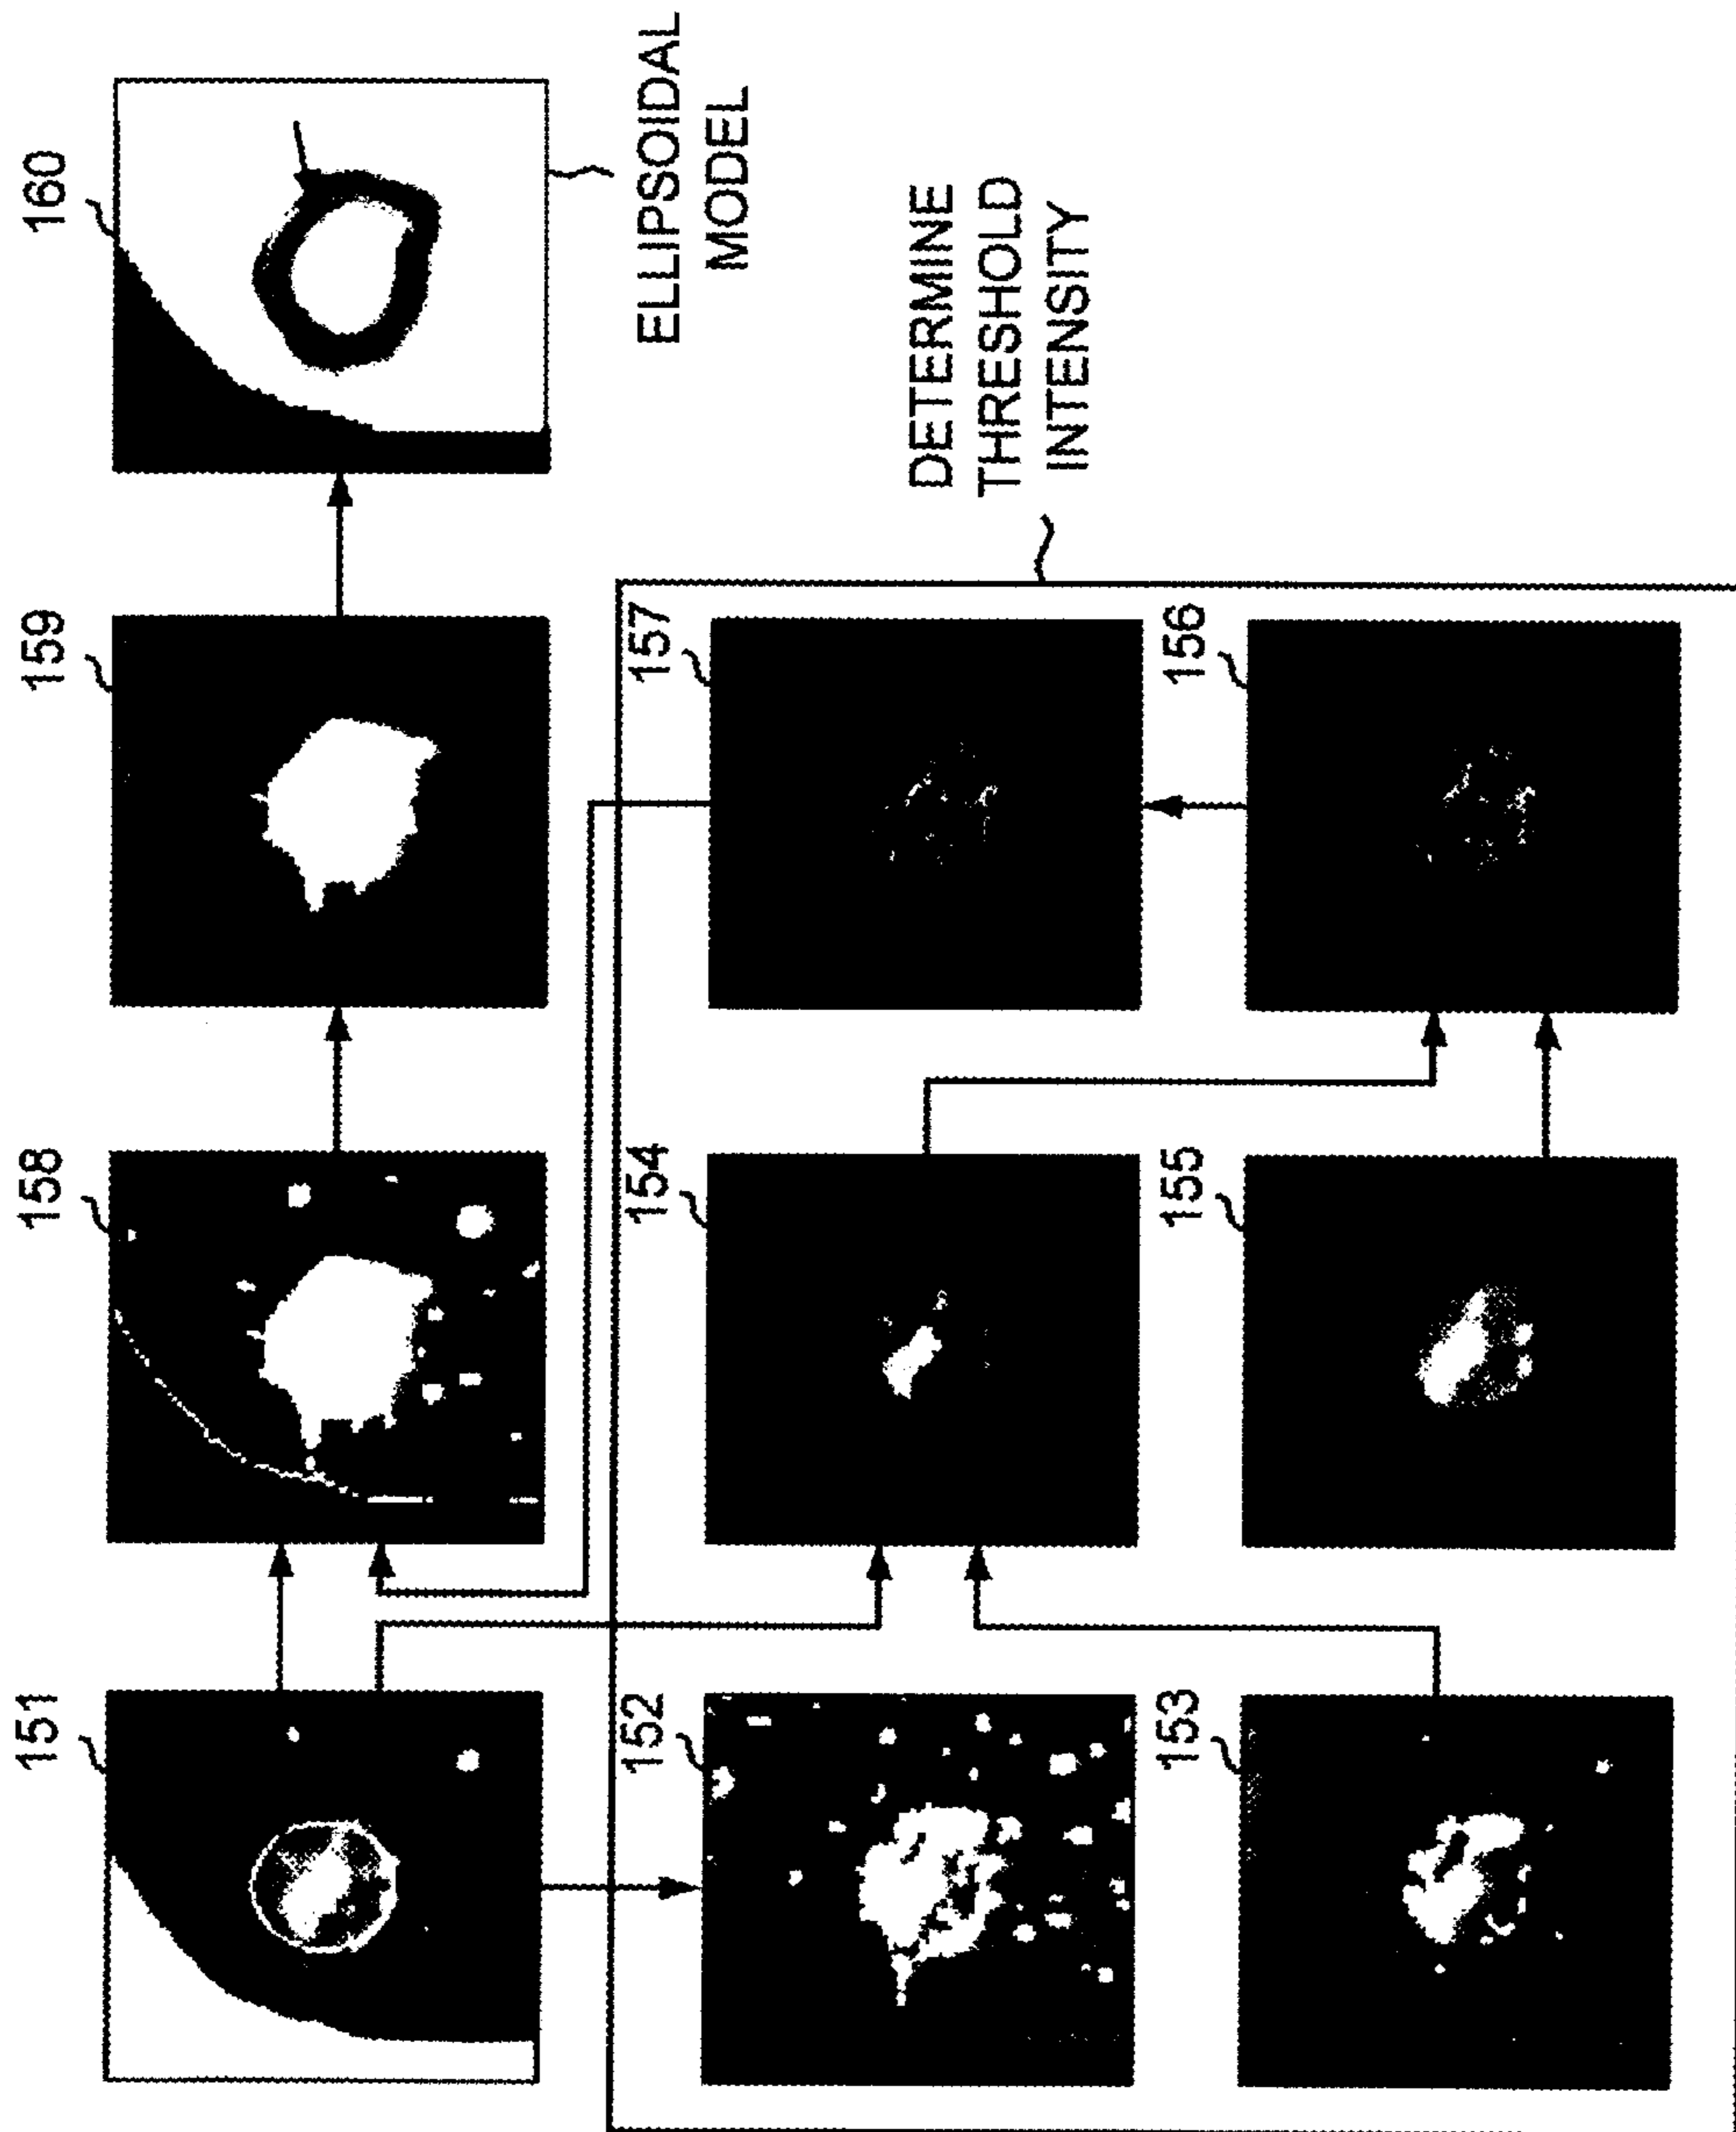 151
158
159
160
ELLIPSOIDAL
MODEL
152
154
157
DETERMINE
THRESHOLD
INTENSITY
153
155
156